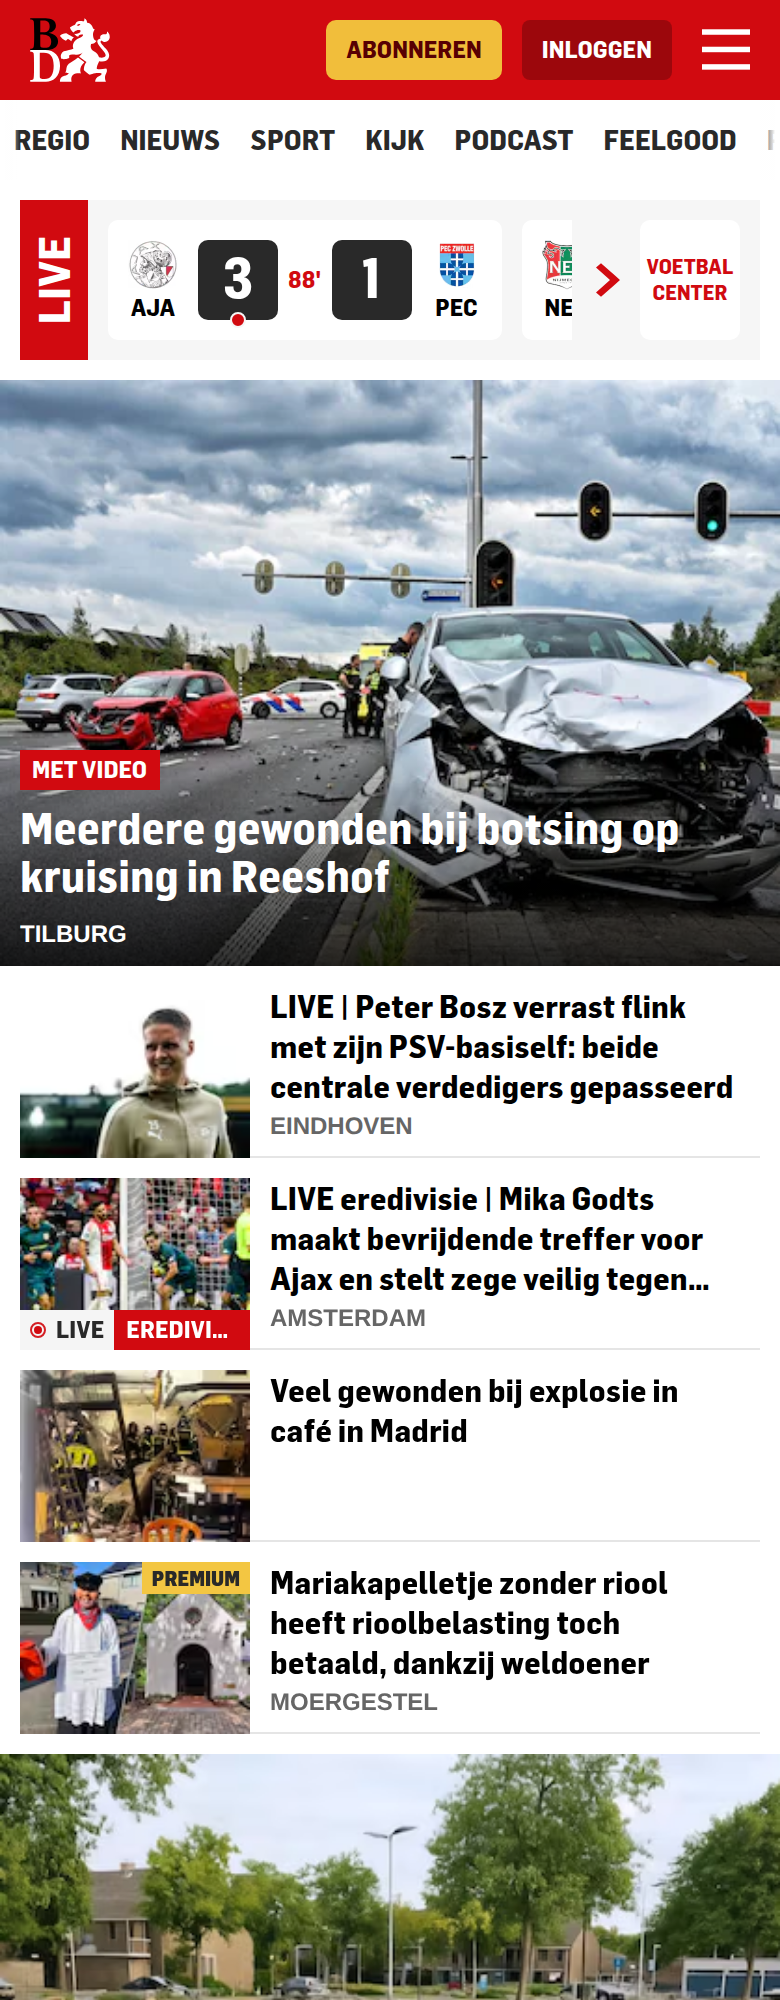 BD
ABONNEREN
INLOGGEN
REGIO NIEUWS SPORT KIJK PODCAST FEELGOOD
LIVE
AJA
3
88'
1
PEC ZWOLLE
PEC
NE
NE
VOETBAL
CENTER
MET VIDEO
Meerdere gewonden bij botsing op
kruising in Reeshof
TILBURG
LIVE | Peter Bosz verrast flink
met zijn PSV-basiself: beide
centrale verdedigers gepasseerd
EINDHOVEN
LIVE eredivisie | Mika Godts
maakt bevrijdende treffer voor
Ajax en stelt zege veilig tegen...
AMSTERDAM
LIVE
EREDIVI...
Veel gewonden bij explosie in
café in Madrid
PREMIUM
Mariakapelletje zonder riool
heeft rioolbelasting toch
betaald, dankzij weldoener
MOERGESTEL